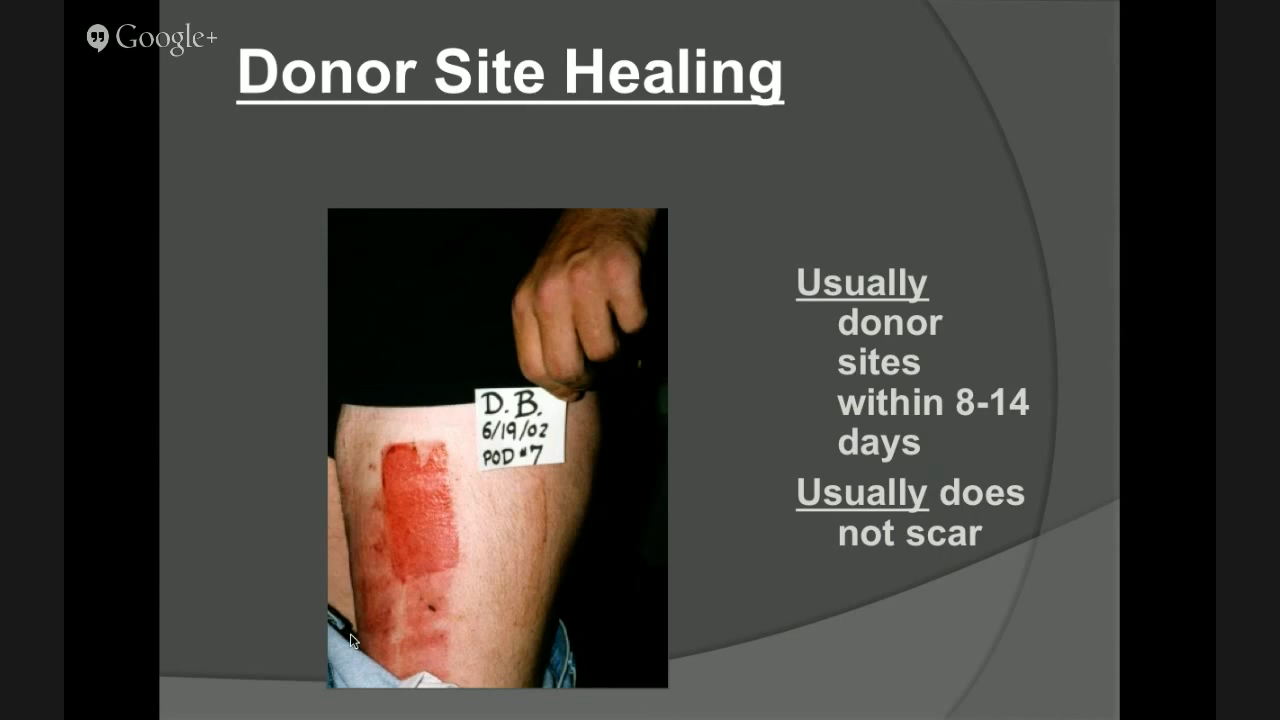 Google+
Donor Site Healing
D. B.
6/19/02
POD #7
Usually
donor
sites
within 8-14
days
Usually does
not scar